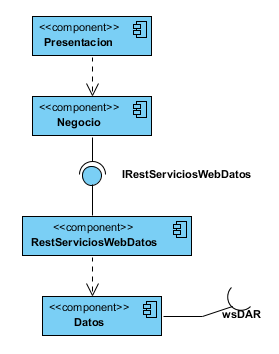 <<component>>
Presentacion
<<component>>
Negocio
IRestServiciosWebDatos
<<component>>
RestServiciosWebDatos
<<component>>
Datos
wsDAR